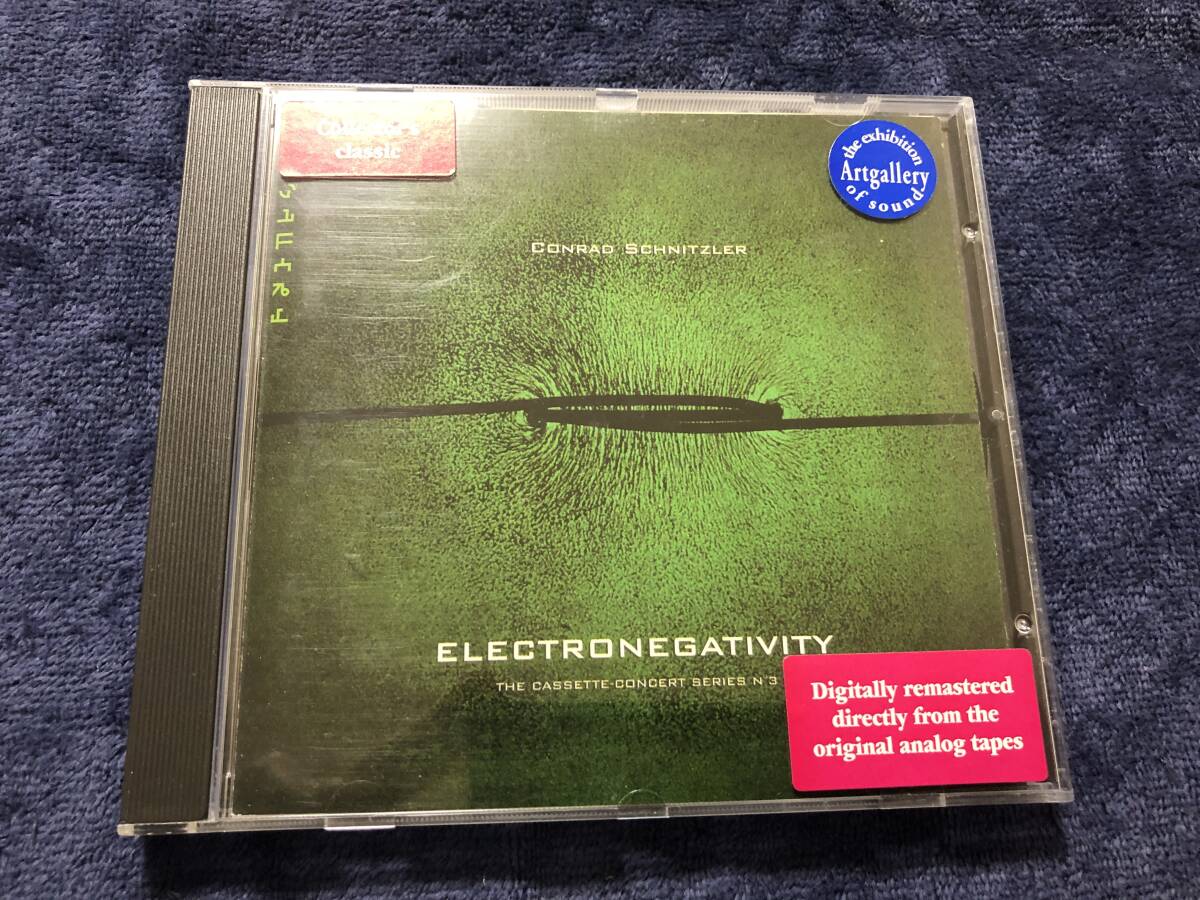 Collector's
classic
the exhibition
Artgallery
of sound
CONRAD SCHNITZLER
ELECTRONEGATIVITY
THE CASSETTE-CONCERT SERIES N°3
Digitally remastered
directly from the
original analog tapes